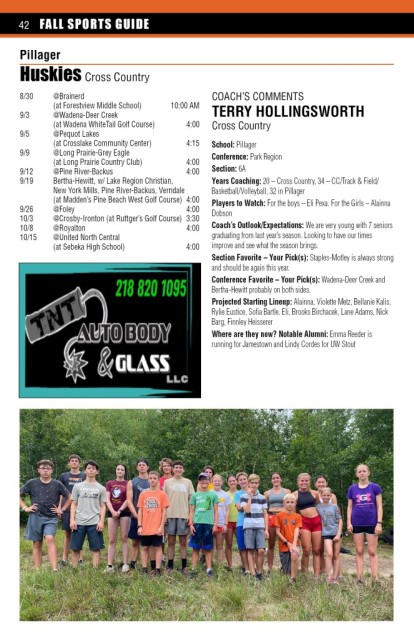 42 FALL SPORTS GUIDE
Pillager
Huskies Cross Country
8/30 @Brainerd
(at Forestview Middle School) 10:00 AM
9/3 @Wadena-Deer Creek
(at Wadena WhiteTail Golf Course) 4:00
9/5 @Pequot Lakes
(at Crosslake Community Center) 4:15
9/9 @Long Prairie-Grey Eagle
(at Long Prairie Country Club) 4:00
9/12 @Pine River-Backus 4:00
9/19 Bertha-Hewitt, w/ Lake Region Christian,
New York Mills, Pine River-Backus, Verndale
(at Madden's Pine Beach West Golf Course) 4:00
9/26 @Foley 4:00
10/3 @Crosby-Ironton (at Ruttger's Golf Course) 3:30
10/8 @Royalton 4:00
10/15 @United North Central
(at Sebeka High School) 4:00
218 820 1095
TNT
AUTO BODY
& GLASS
LLC
COACH'S COMMENTS
TERRY HOLLINGSWORTH
Cross Country
School: Pillager
Conference: Park Region
Section: 6A
Years Coaching: 20 – Cross Country, 34 – CC/Track & Field/
Basketball/Volleyball, 32 in Pillager
Players to Watch: For the boys – Eli Pexa. For the Girls – Alainna
Dobson
Coach's Outlook/Expectations: We are very young with 7 seniors
graduating from last year's season. Looking to have our times
improve and see what the season brings.
Section Favorite – Your Pick(s): Staples-Motley is always strong
and should be again this year.
Conference Favorite – Your Pick(s): Wadena-Deer Creek and
Bertha-Hewitt probably on both sides.
Projected Starting Lineup: Alainna, Violette Metz, Bellanie Kalis,
Rylie Eustice, Sofia Bartle. Eli, Brooks Birchacek, Lane Adams, Nick
Barg, Finnley Heisserer
Where are they now? Notable Alumni: Emma Reeder is
running for Jamestown and Lindy Cordes for UW Stout